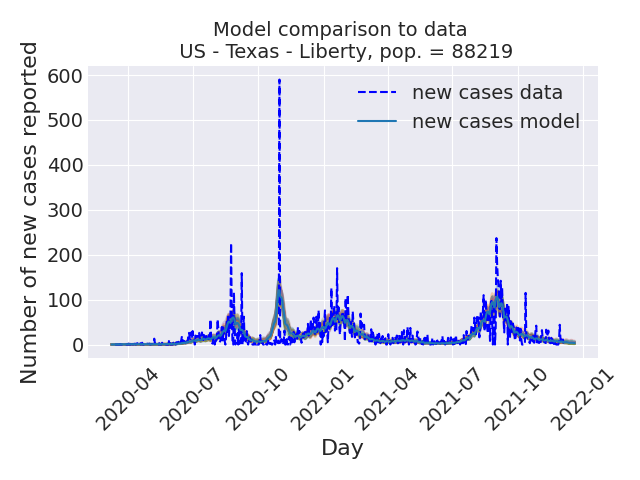 Model comparison to data
US - Texas - Liberty, pop. = 88219
Number of new cases reported
600
500
400
300
200
100
0
new cases data
new cases model
2020-04
2020-07
2020-10
2021-01
2021-04
2021-07
2021-10
2022-01
Day